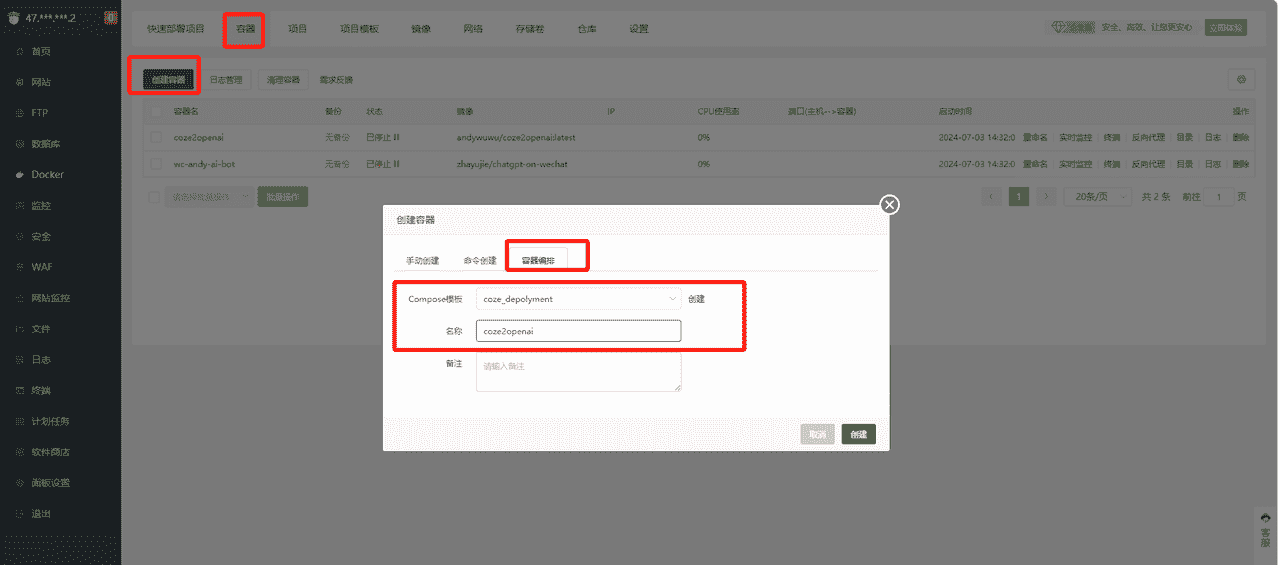 47.***.***.2
首页
网站
FTP
数据库
Docker
监控
安全
WAF
网站监控
文件
日志
终端
计划任务
软件商店
面板设置
退出
快速部署项目 容器 项目 项目模板 镜像 网络 存储卷 仓库 设置
安全、高效、让您更安心 立即体验
创建容器 日志管理 清理容器 需求反馈
容器名 备份 状态 镜像 IP CPU使用率 端口(主机-->容器) 启动时间 操作
coze2openai 无备份 已停止 andywuwu/coze2openai:latest 0% 2024-07-03 14:32:0 重命名 实时监控 终端 反向代理 目录 日志 删除
wc-andy-ai-bot 无备份 已停止 zhayujie/chatgpt-on-wechat 0% 2024-07-03 14:32:0 重命名 实时监控 终端 反向代理 目录 日志 删除
请选择批量操作 批量操作 1 20条/页 共 2 条 前往 1 页
创建容器
手动创建 命令创建 容器编排
Compose模板 coze_depolyment 创建
名称 coze2openai
备注 请输入备注
取消 创建
客服